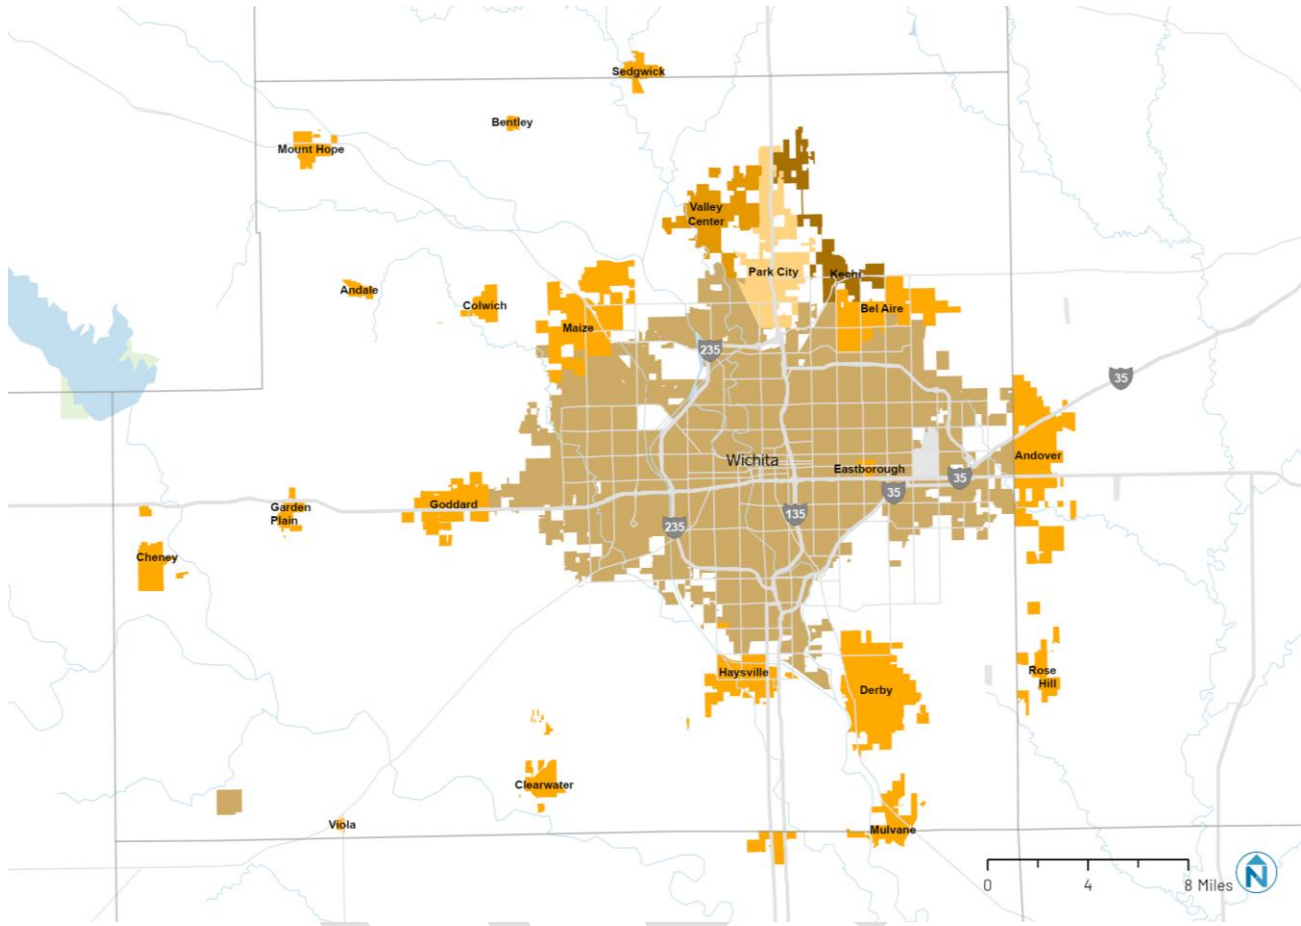 Sedgwick
Bentley
Mount Hope
Valley
Center
Park City
Kechi
Andale
Colwich
Bel Aire
Maize
235
35
Wichita
Eastborough
Andover
35
35
Goddard
Garden
Plain
135
235
Cheney
Haysville
Rose
Hill
Derby
Clearwater
Viola
Mulvane
0 4 8 Miles
N